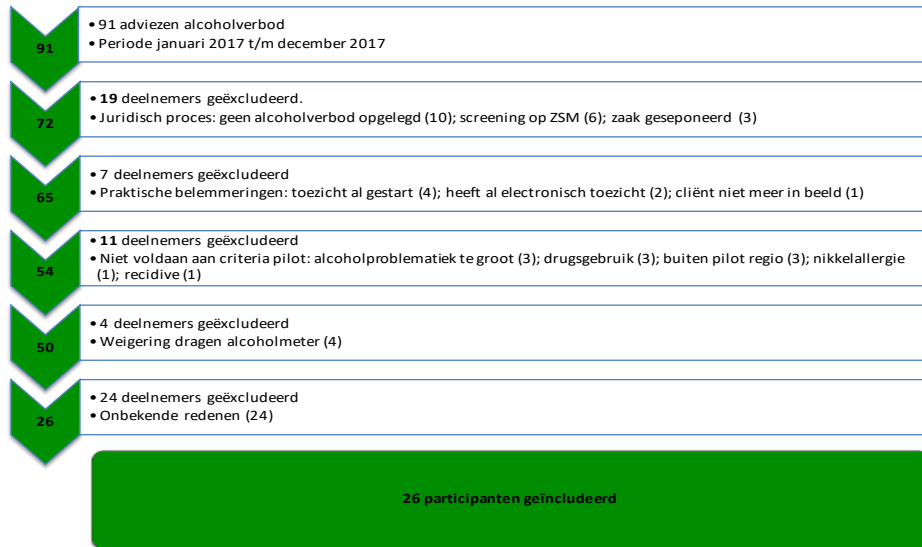 91
• 91 adviezen alcoholverbod
• Periode januari 2017 t/m december 2017
72
• 19 deelnemers geëxcludeerd.
• Juridisch proces: geen alcoholverbod opgelegd (10); screening op ZSM (6); zaak geseponeerd (3)
65
• 7 deelnemers geëxcludeerd
• Praktische belemmeringen: toezicht al gestart (4); heeft al electronisch toezicht (2); cliënt niet meer in beeld (1)
54
• 11 deelnemers geëxcludeerd
• Niet voldaan aan criteria pilot: alcoholproblematiek te groot (3); drugsgebruik (3); buiten pilot regio (3); nikkelallergie
(1); recidive (1)
50
• 4 deelnemers geëxcludeerd
• Weigering dragen alcoholmeter (4)
26
• 24 deelnemers geëxcludeerd
• Onbekende redenen (24)
26 participanten geïncludeerd